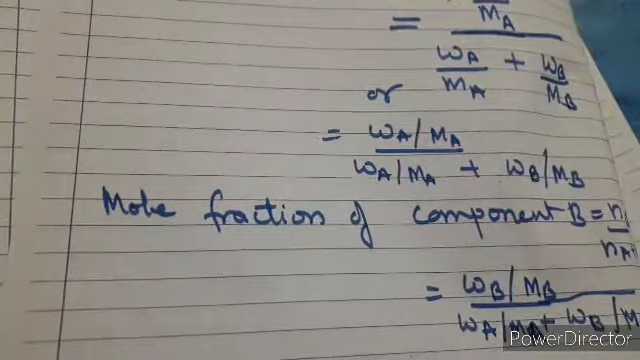 M_A
=
w_A/M_A + w_B/M_B
or
= w_A/M_A
w_A/M_A + w_B/M_B
Mole fraction of component B = n
n_A
= w_B/M_B
w_A/M_A + w_B/M
PowerDirector